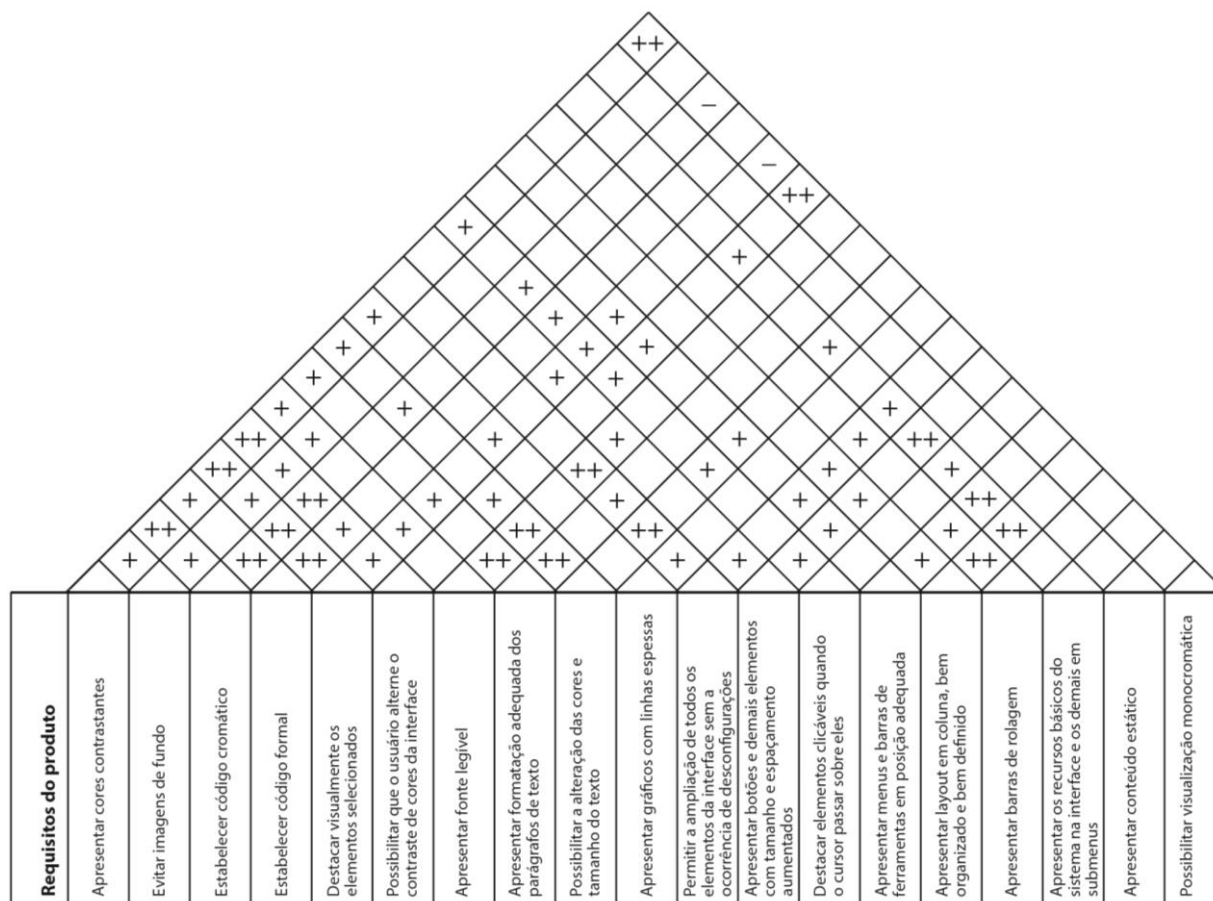 ++
–
–
++
+
+
+
+ + +
+ + + +
+ + +
+ + +
++ + + + + + ++
++ + ++ + + +
+ + ++ + + + + + ++
++ ++ + + ++ ++ + + ++
+ + ++ ++ + ++ ++ + + + + ++
Requisitos do produto
Apresentar cores contrastantes
Evitar imagens de fundo
Estabelecer código cromático
Estabelecer código formal
Destacar visualmente os
elementos selecionados
Possibilitar que o usuário alterne o
contraste de cores da interface
Apresentar fonte legível
Apresentar formatação adequada dos
parágrafos de texto
Possibilitar a alteração das cores e
tamanho do texto
Apresentar gráficos com linhas espessas
Permitir a ampliação de todos os
elementos da interface sem a
ocorrência de desconfigurações
Apresentar botões e demais elementos
com tamanho e espaçamento
aumentados
Destacar elementos clicáveis quando
o cursor passar sobre eles
Apresentar menus e barras de
ferramentas em posição adequada
Apresentar layout em coluna, bem
organizado e bem definido
Apresentar barras de rolagem
Apresentar os recursos básicos do
sistema na interface e os demais em
submenus
Apresentar conteúdo estático
Possibilitar visualização monocromática